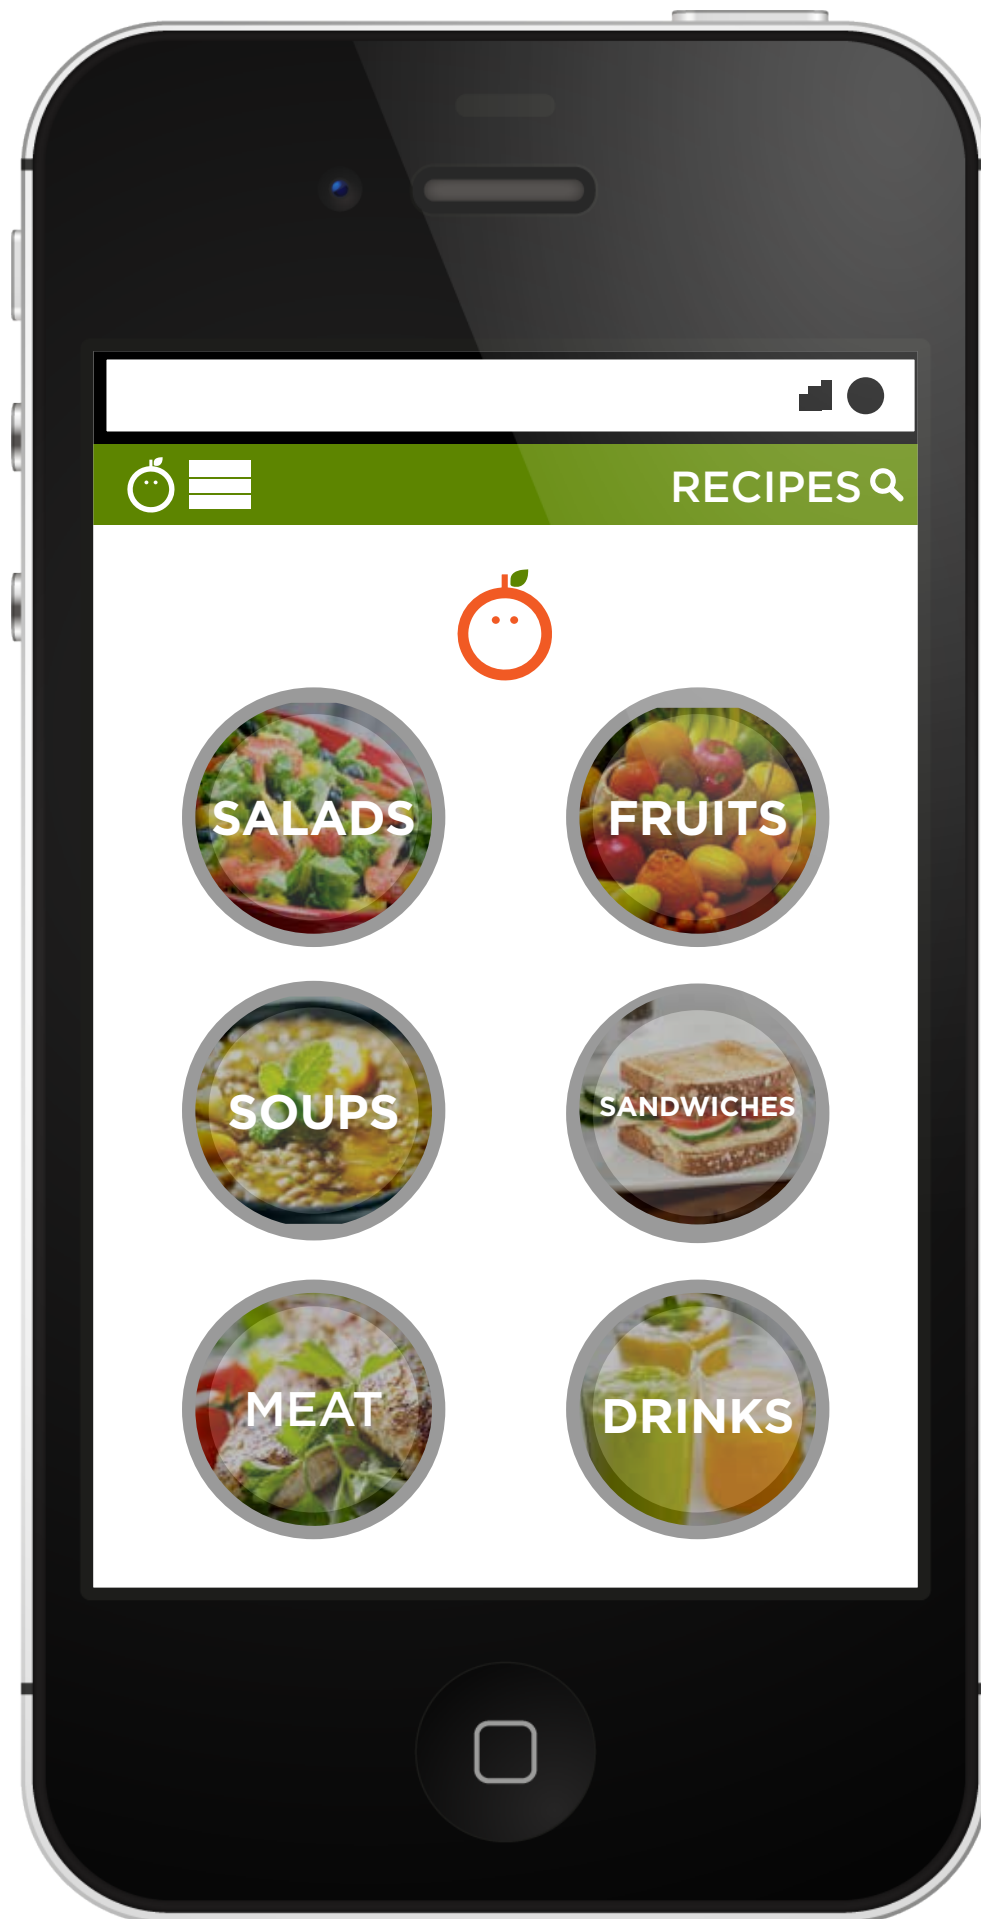 RECIPES
SALADS
FRUITS
SOUPS
SANDWICHES
MEAT
DRINKS